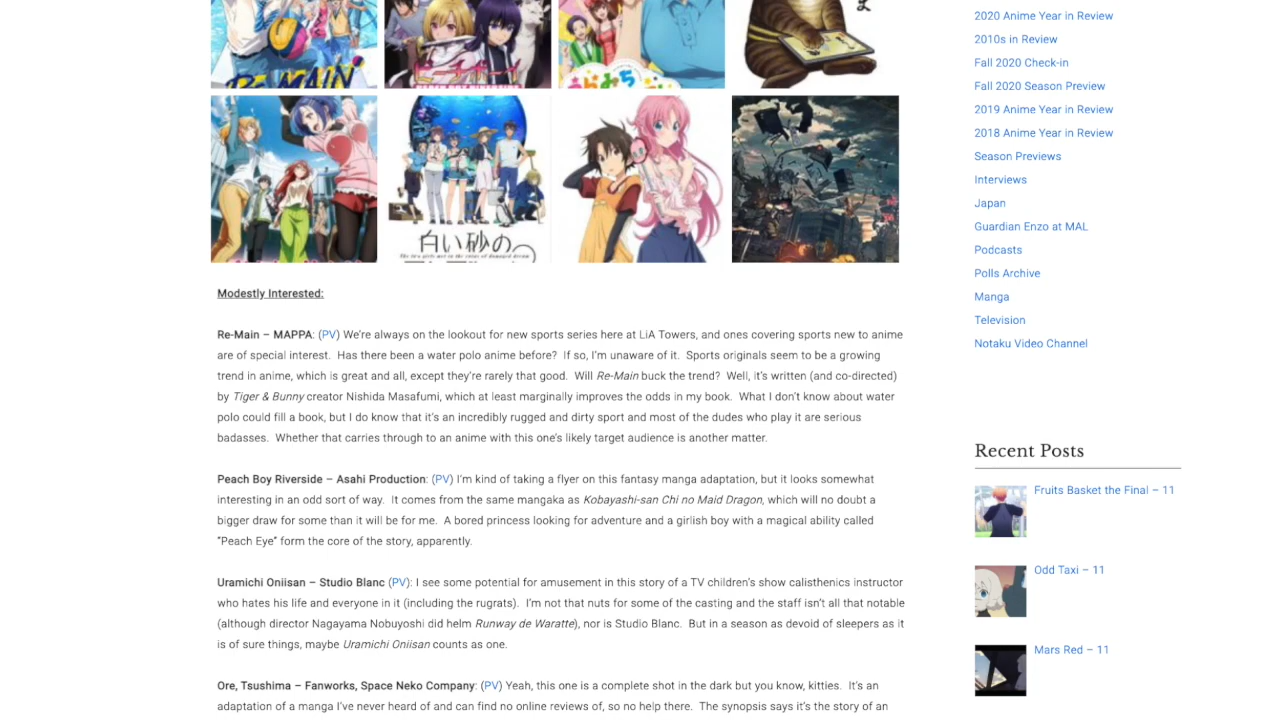 RE-MAIN
2020 Anime Year in Review
2010s in Review
Fall 2020 Check-in
Fall 2020 Season Preview
2019 Anime Year in Review
2018 Anime Year in Review
Season Previews
Interviews
Japan
Guardian Enzo at MAL
Podcasts
Polls Archive
Manga
Television
Notaku Video Channel
白い砂の
Modestly Interested:
Re-Main – MAPPA: (PV) We're always on the lookout for new sports series here at LiA Towers, and ones covering sports new to anime
are of special interest. Has there been a water polo anime before? If so, I'm unaware of it. Sports originals seem to be a growing
trend in anime, which is great and all, except they're rarely that good. Will Re-Main buck the trend? Well, it's written (and co-directed)
by Tiger & Bunny creator Nishida Masafumi, which at least marginally improves the odds in my book. What I don't know about water
polo could fill a book, but I do know that it's an incredibly rugged and dirty sport and most of the dudes who play it are serious
badasses. Whether that carries through to an anime with this one's likely target audience is another matter.
Peach Boy Riverside – Asahi Production: (PV) I'm kind of taking a flyer on this fantasy manga adaptation, but it looks somewhat
interesting in an odd sort of way. It comes from the same mangaka as Kobayashi-san Chi no Maid Dragon, which will no doubt a
bigger draw for some than it will be for me. A bored princess looking for adventure and a girlish boy with a magical ability called
"Peach Eye" form the core of the story, apparently.
Uramichi Oniisan – Studio Blanc (PV): I see some potential for amusement in this story of a TV children's show calisthenics instructor
who hates his life and everyone in it (including the rugrats). I'm not that nuts for some of the casting and the staff isn't all that notable
(although director Nagayama Nobuyoshi did helm Runway de Waratte), nor is Studio Blanc. But in a season as devoid of sleepers as it
is of sure things, maybe Uramichi Oniisan counts as one.
Ore, Tsushima – Fanworks, Space Neko Company: (PV) Yeah, this one is a complete shot in the dark but you know, kitties. It's an
adaptation of a manga I've never heard of and can find no online reviews of, so no help there. The synopsis says it's the story of an
Recent Posts
Fruits Basket the Final – 11
Odd Taxi – 11
Mars Red – 11